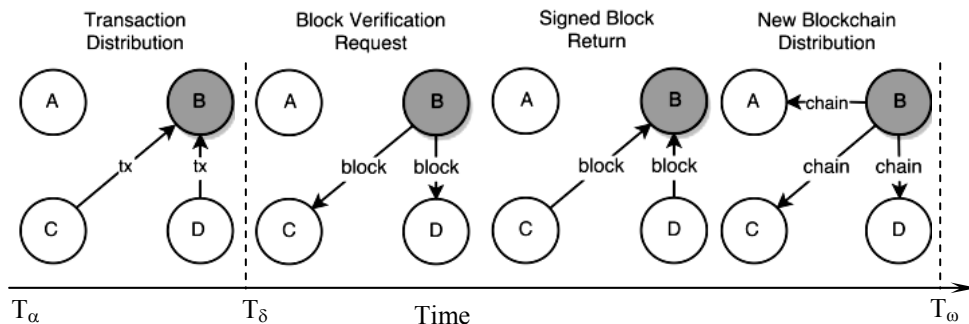 Transaction
Distribution
Block Verification
Request
Signed Block
Return
New Blockchain
Distribution
A
B
A
B
A
B
A
chain
B
tx
tx
block
block
block
block
chain
chain
C
D
C
D
C
D
C
D
Tα
Tδ
Time
Tω